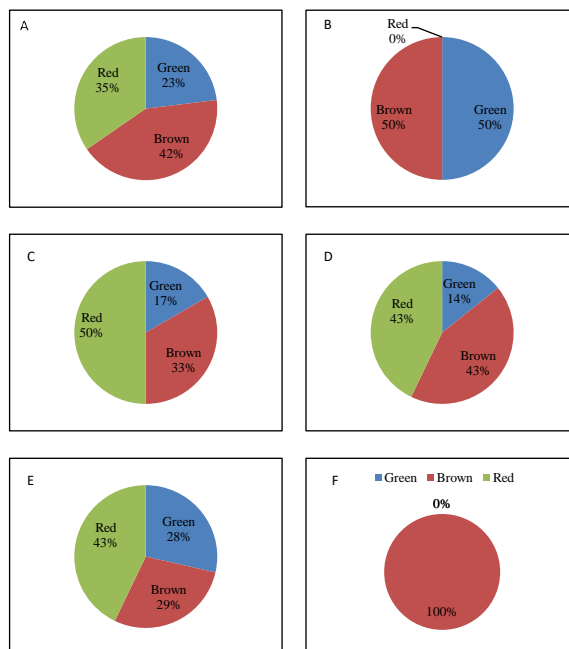 A
Green
23%
Brown
42%
Red
35%
B
Red
0%
Green
50%
Brown
50%
C
Green
17%
Brown
33%
Red
50%
D
Green
14%
Brown
43%
Red
43%
E
Green
28%
Brown
29%
Red
43%
F
Green Brown Red
0%
100%